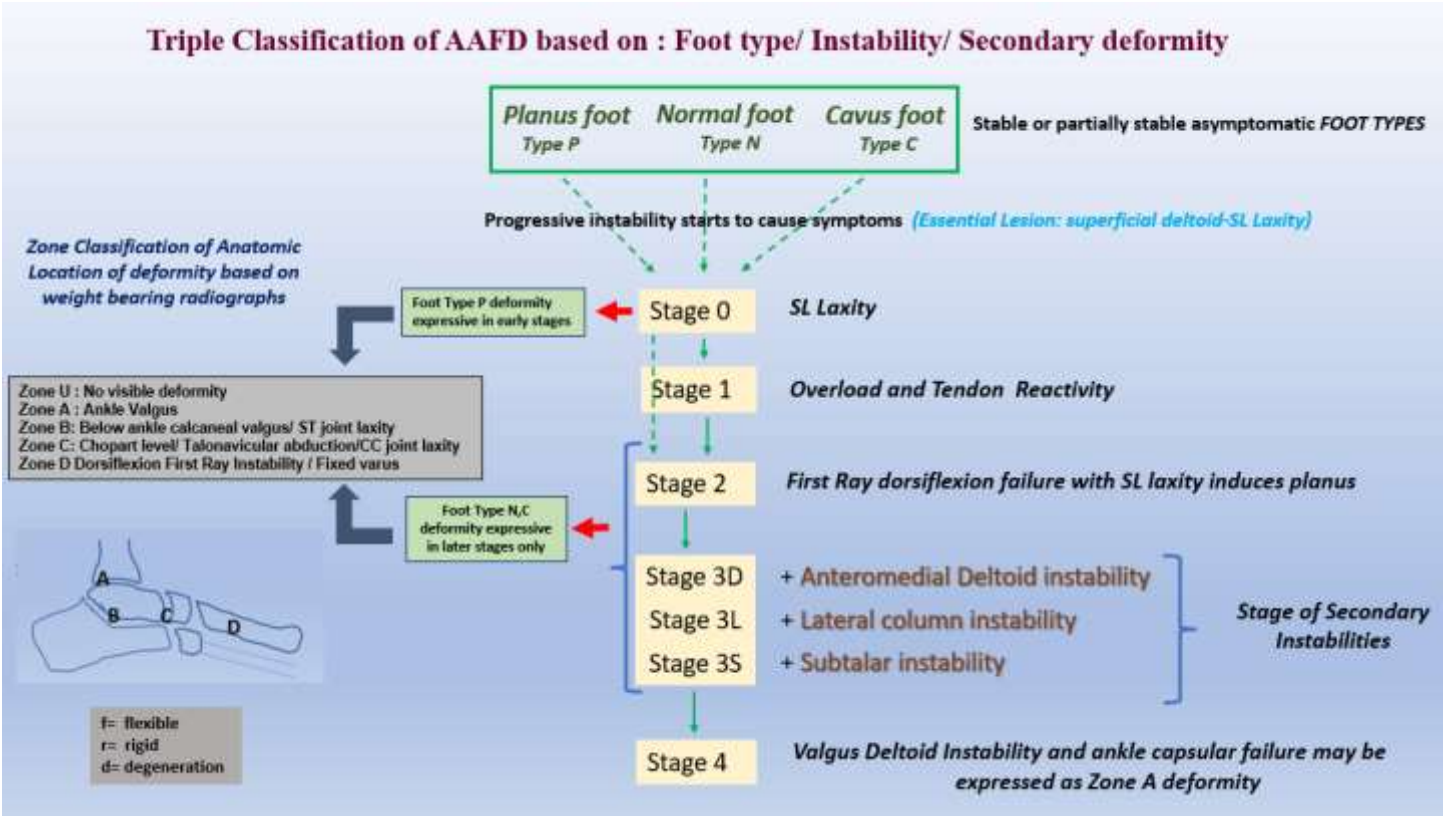 Triple Classification of AAFD based on : Foot type/ Instability/ Secondary deformity
Planus foot
Type P
Normal foot
Type N
Cavus foot
Type C
Stable or partially stable asymptomatic FOOT TYPES
Progressive instability starts to cause symptoms (Essential Lesion: superficial deltoid-SL Laxity)
Zone Classification of Anatomic
Location of deformity based on
weight bearing radiographs
Foot Type P deformity
expressive in early stages
Stage 0
SL Laxity
Stage 1
Overload and Tendon Reactivity
Zone U : No visible deformity
Zone A : Ankle Valgus
Zone B: Below ankle calcaneal valgus/ ST joint laxity
Zone C: Chopart level/ Talonavicular abduction/CC joint laxity
Zone D Dorsiflexion First Ray Instability / Fixed varus
Stage 2
First Ray dorsiflexion failure with SL laxity induces planus
Foot Type N,C
deformity expressive
in later stages only
Stage 3D
+ Anteromedial Deltoid instability
Stage 3L
+ Lateral column instability
Stage 3S
+ Subtalar instability
Stage of Secondary
Instabilities
A
B
C
D
f= flexible
r= rigid
d= degeneration
Stage 4
Valgus Deltoid Instability and ankle capsular failure may be
expressed as Zone A deformity